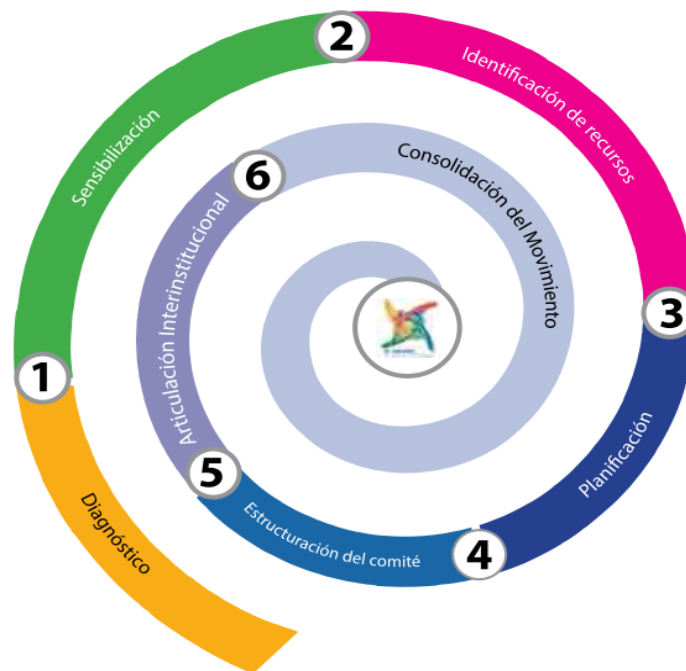 Diagnóstico
1
Sensibilización
2
Identificación de recursos
3
Planificación
4
Estructuración del comité
5
Articulación Interinstitucional
6
Consolidación del Movimiento